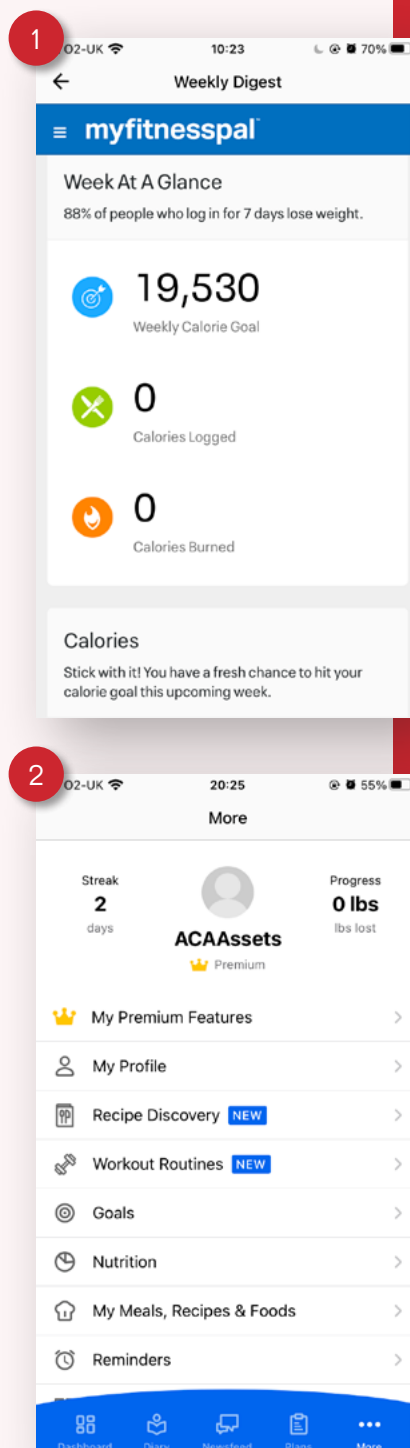 1
O2-UK 10:23 70%
Weekly Digest
myfitnesspal
Week At A Glance
88% of people who log in for 7 days lose weight.
19,530
Weekly Calorie Goal
0
Calories Logged
0
Calories Burned
Calories
Stick with it! You have a fresh chance to hit your
calorie goal this upcoming week.
2
O2-UK 20:25 55%
More
Streak
2
days
ACAAssets
Premium
Progress
0 lbs
lbs lost
My Premium Features
My Profile
Recipe Discovery NEW
Workout Routines NEW
Goals
Nutrition
My Meals, Recipes & Foods
Reminders
Dashboard Diary Newsfeed Plans More